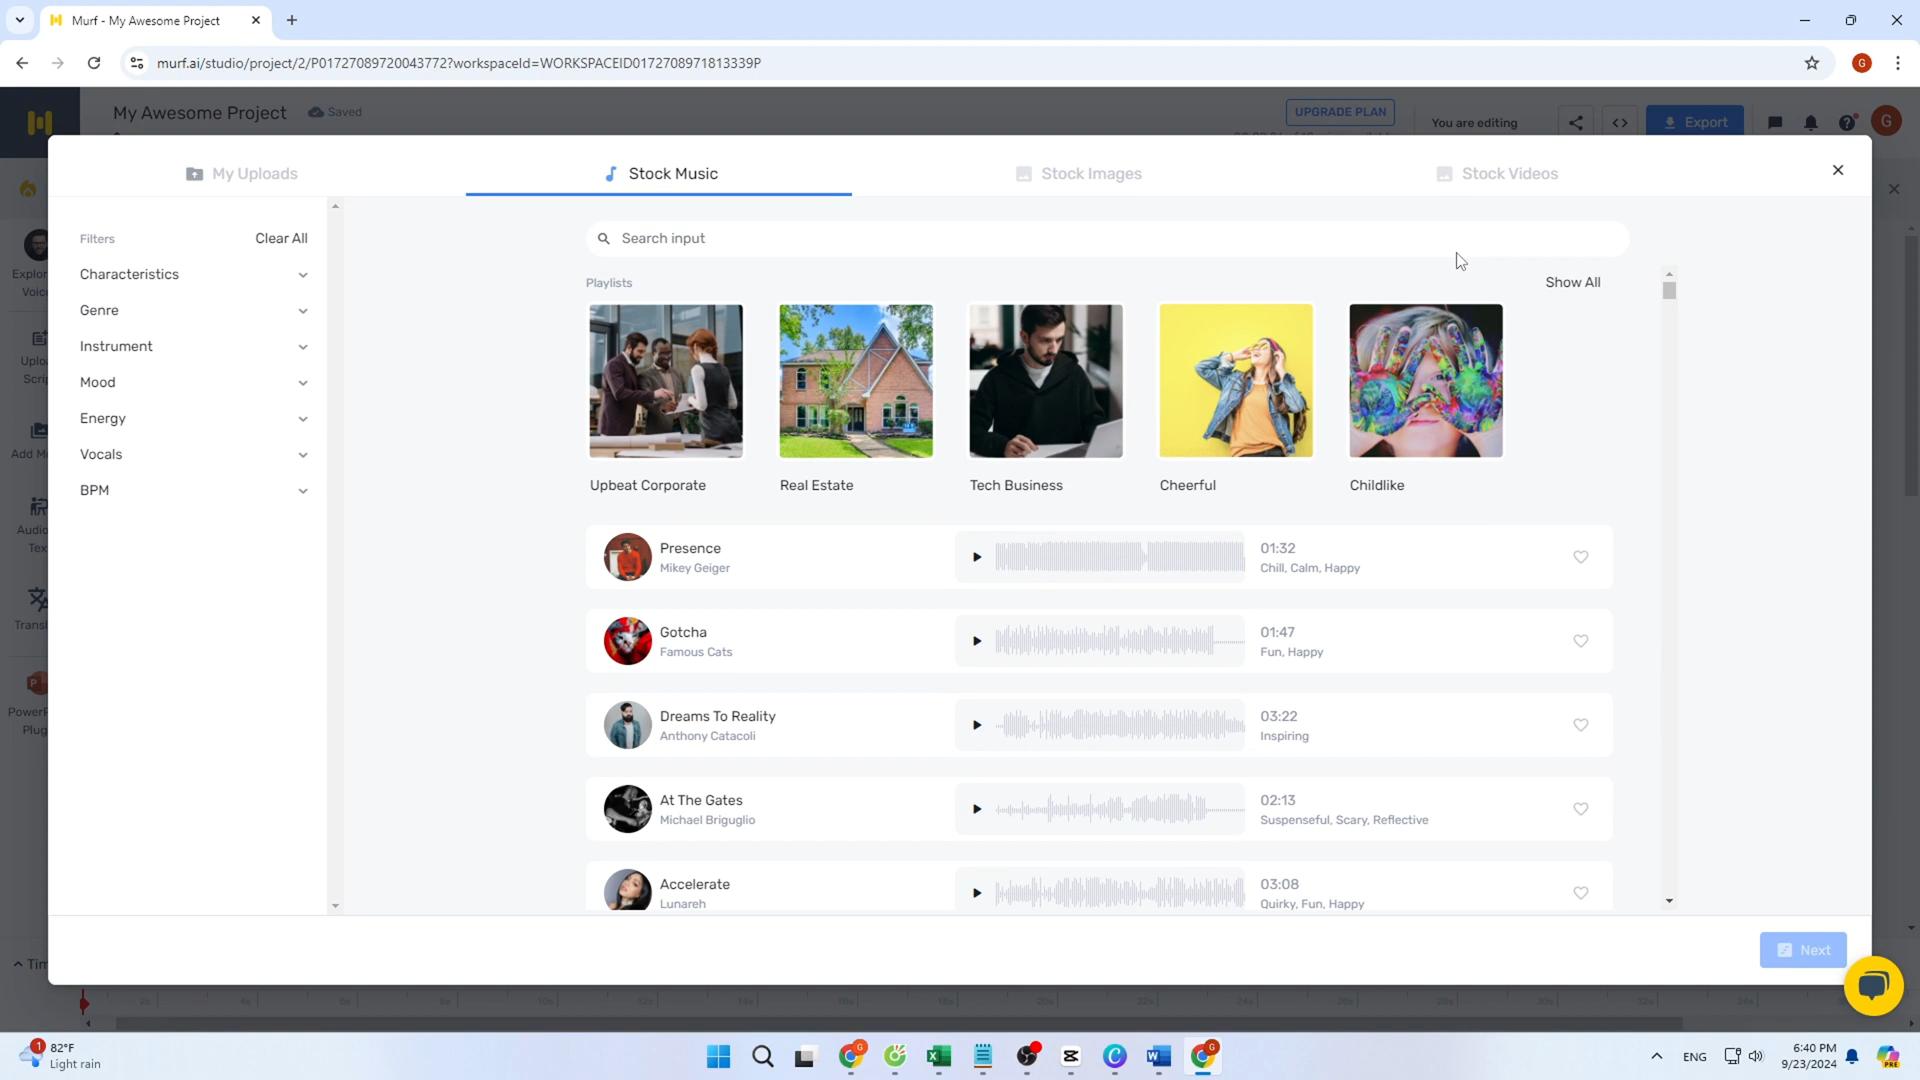 Murf - My Awesome Project
murf.ai/studio/project/2/P01727089720043772?workspaceId=WORKSPACEID0172708971813339P
G
My Awesome Project
Saved
UPGRADE PLAN
You are editing
Export
G
My Uploads
Stock Music
Stock Images
Stock Videos
Filters
Clear All
Characteristics
Genre
Instrument
Mood
Energy
Vocals
BPM
Search input
Playlists
Show All
Upbeat Corporate
Real Estate
Tech Business
Cheerful
Childlike
Presence
Mikey Geiger
01:32
Chill, Calm, Happy
Gotcha
Famous Cats
01:47
Fun, Happy
Dreams To Reality
Anthony Catacoli
03:22
Inspiring
At The Gates
Michael Briguglio
02:13
Suspenseful, Scary, Reflective
Accelerate
Lunareh
03:08
Quirky, Fun, Happy
Next
82°F
Light rain
ENG
6:40 PM
9/23/2024